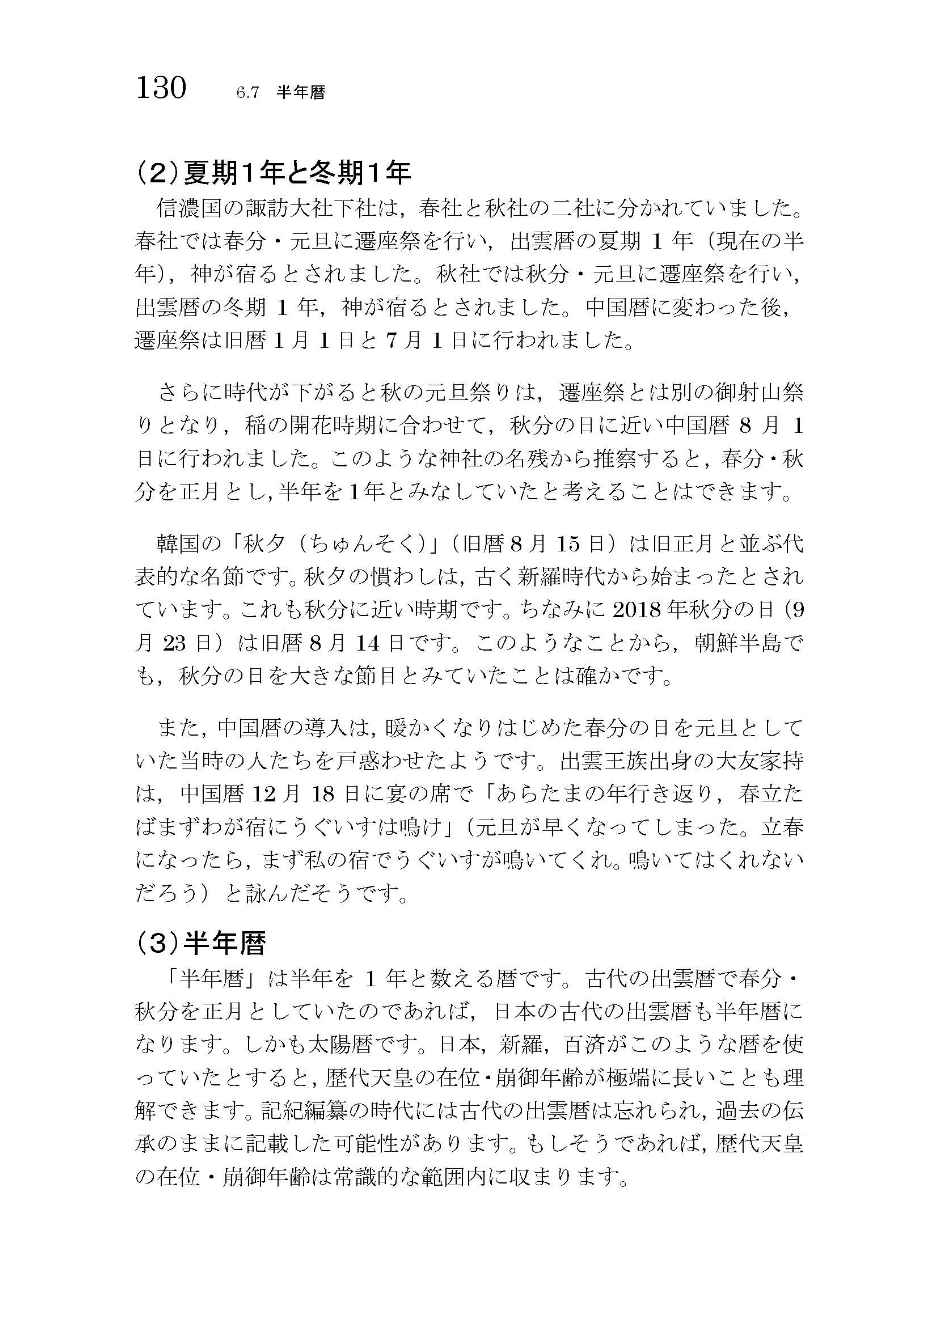 130 6.7 半年暦
(2)夏期1年と冬期1年
信濃国の諏訪大社下社は，春社と秋社の二社に分かれていました。
春社では春分・元旦に遷座祭を行い，出雲暦の夏期 1 年（現在の半
年），神が宿るとされました。秋社では秋分・元旦に遷座祭を行い，
出雲暦の冬期 1 年，神が宿るとされました。中国暦に変わった後，
遷座祭は旧暦 1 月 1 日と 7 月 1 日に行われました。
さらに時代が下がると秋の元旦祭りは，遷座祭とは別の御射山祭
りとなり，稲の開花時期に合わせて，秋分の日に近い中国暦 8 月 1
日に行われました。このような神社の名残から推察すると，春分・秋
分を正月とし，半年を 1 年とみなしていたと考えることはできます。
韓国の「秋夕（ちゅんそく）」（旧暦 8 月 15 日）は旧正月と並ぶ代
表的な名節です。秋夕の慣わしは，古く新羅時代から始まったとされ
ています。これも秋分に近い時期です。ちなみに 2018 年秋分の日（9
月 23 日）は旧暦 8 月 14 日です。このようなことから，朝鮮半島で
も，秋分の日を大きな節目とみていたことは確かです。
また，中国暦の導入は，暖かくなりはじめた春分の日を元旦として
いた当時の人たちを戸惑わせたようです。出雲王族出身の大友家持
は，中国暦 12 月 18 日に宴の席で「あらたまの年行き返り，春立た
ばまずわが宿にうぐいすは鳴け」（元旦が早くなってしまった。立春
になったら，まず私の宿でうぐいすが鳴いてくれ。鳴いてはくれない
だろう）と詠んだそうです。
(3)半年暦
「半年暦」は半年を 1 年と数える暦です。古代の出雲暦で春分・
秋分を正月としていたのであれば，日本の古代の出雲暦も半年暦に
なります。しかも太陽暦です。日本，新羅，百済がこのような暦を使
っていたとすると，歴代天皇の在位・崩御年齢が極端に長いことも理
解できます。記紀編纂の時代には古代の出雲暦は忘れられ，過去の伝
承のままに記載した可能性があります。もしそうであれば，歴代天皇
の在位・崩御年齢は常識的な範囲内に収まります。